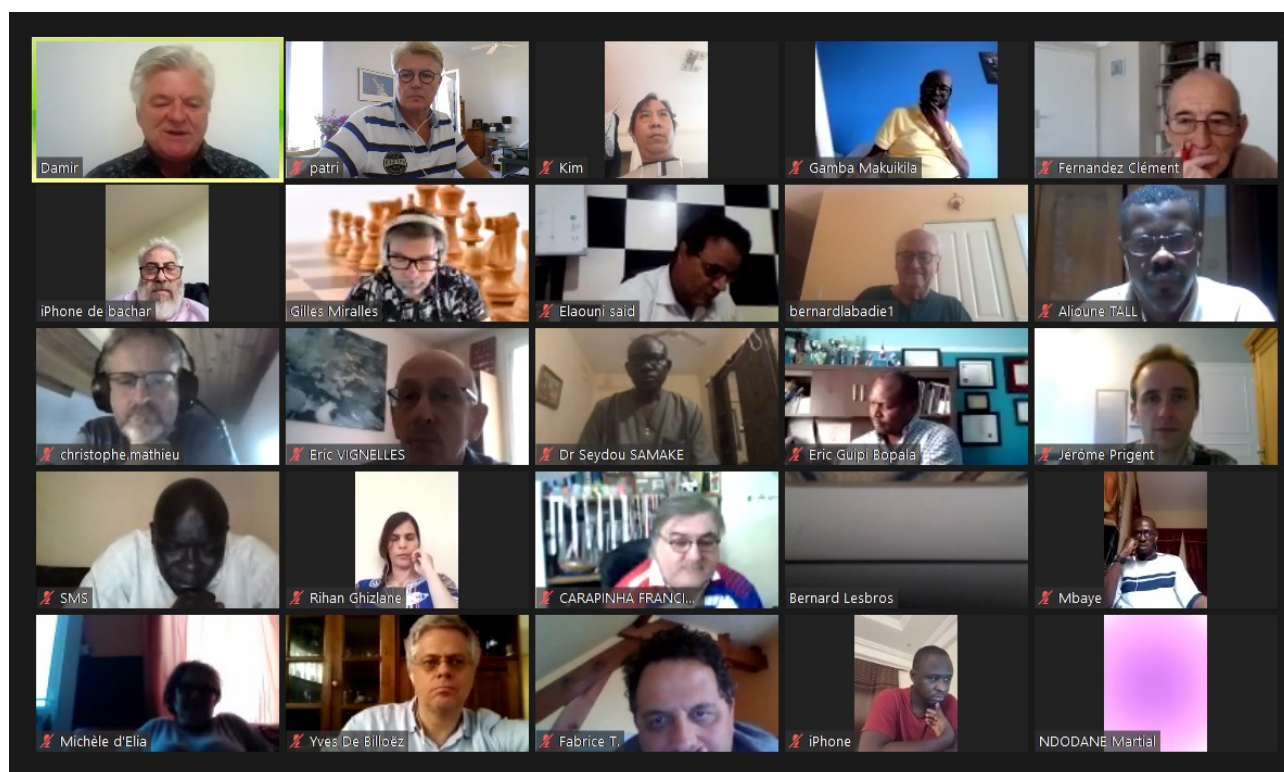 Damir
patri
Kim
Gamba Makuikila
Fernandez Clément
iPhone de bachar
Gilles Miralles
Elaouni said
bernardlabadie1
Alioune TALL
christophe.mathieu
Eric VIGNELLES
Dr Seydou SAMAKE
Eric Guipi Bopala
Jérôme Prigent
SMS
Rihan Ghizlane
CARAPINHA FRANCI...
Bernard Lesbros
Mbaye
Michèle d'Elia
Yves De Billoëz
Fabrice T.
iPhone
NDODANE Martial